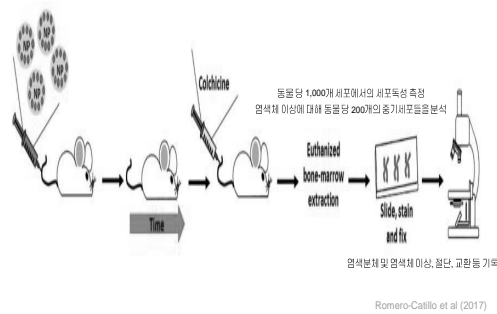 NP
NP
NP
NP
Colchicine
동물 당 1,000개 세포에서의 세포독성 측정
염색체 이상에 대해 동물 당 200개의 중기세포들을 분석
Time
Euthanized
bone-marrow
extraction
Slide, stain
and fix
염색분체 및 염색체 이상, 절단, 교환 등 기록
Romero-Catillo et al (2017)